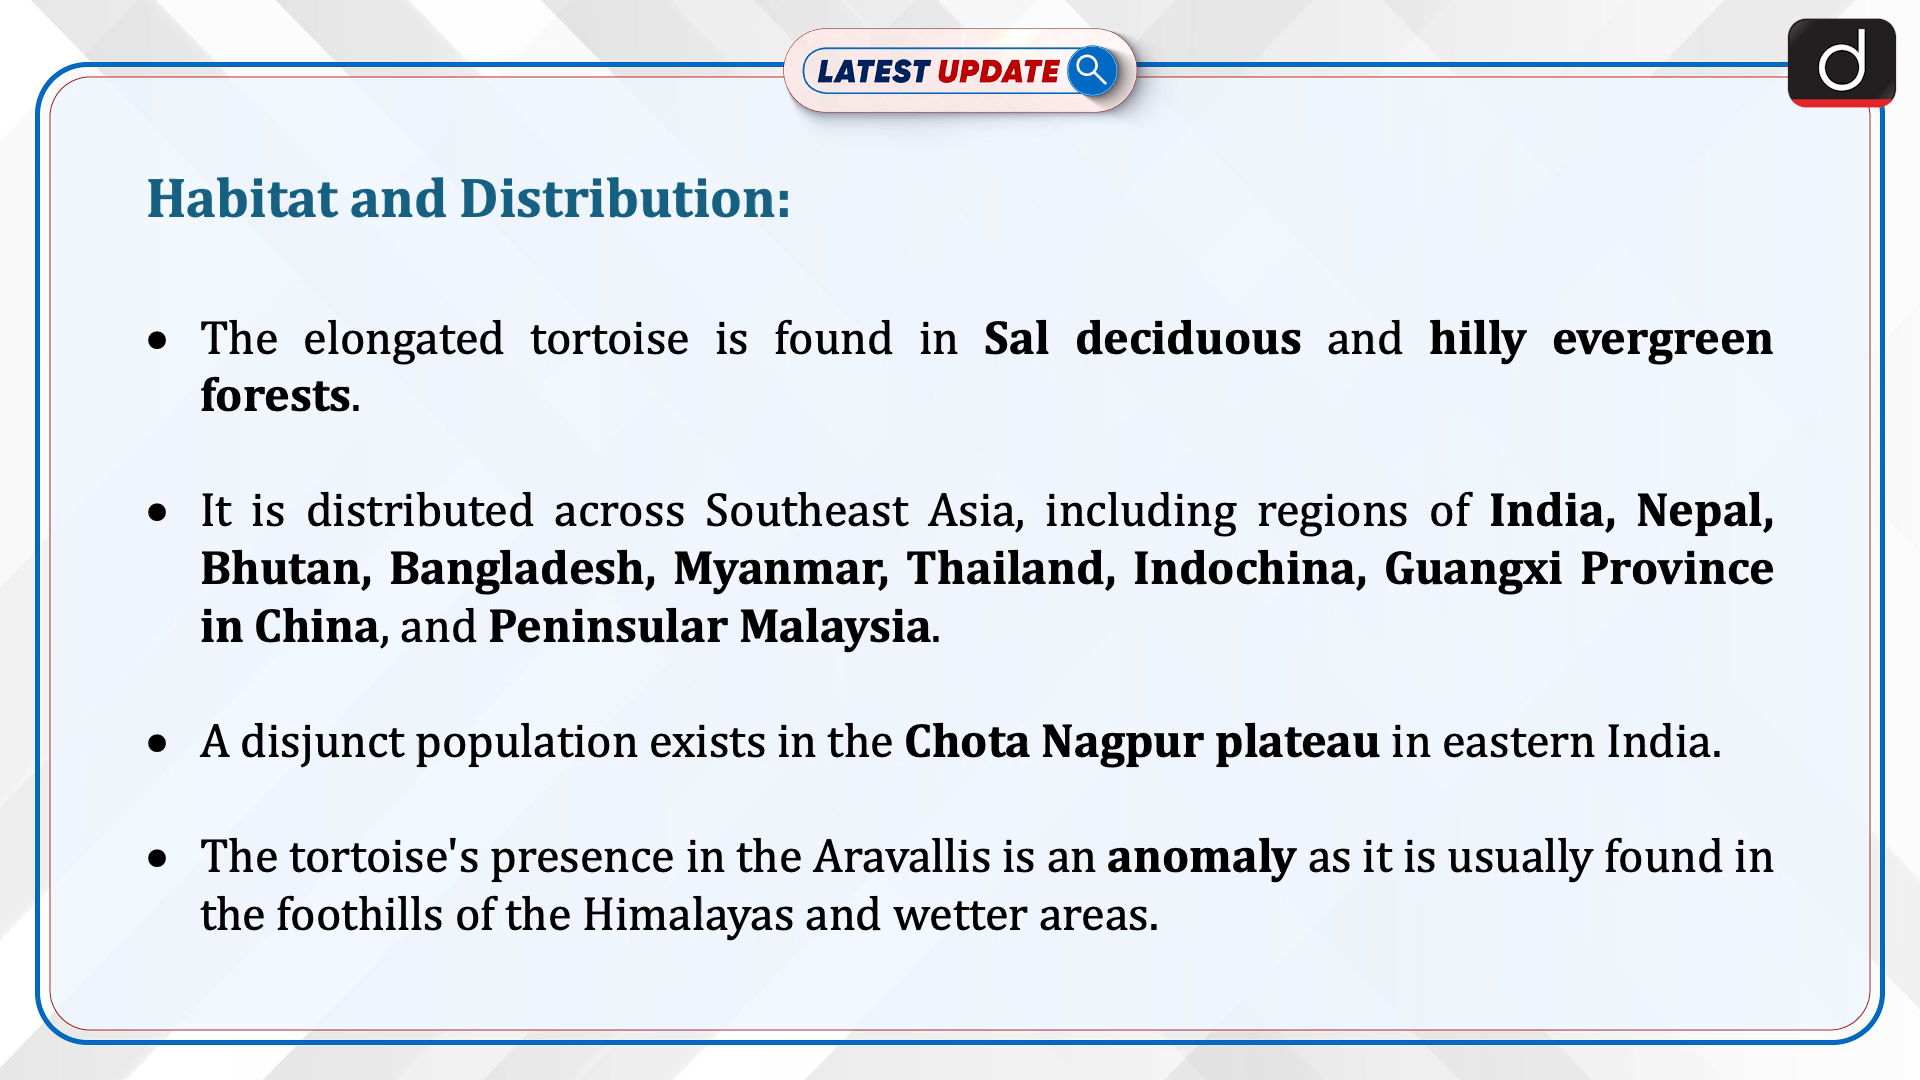 LATEST UPDATE
d
Habitat and Distribution:
• The elongated tortoise is found in Sal deciduous and hilly evergreen
forests.
• It is distributed across Southeast Asia, including regions of India, Nepal,
Bhutan, Bangladesh, Myanmar, Thailand, Indochina, Guangxi Province
in China, and Peninsular Malaysia.
• A disjunct population exists in the Chota Nagpur plateau in eastern India.
• The tortoise's presence in the Aravallis is an anomaly as it is usually found in
the foothills of the Himalayas and wetter areas.